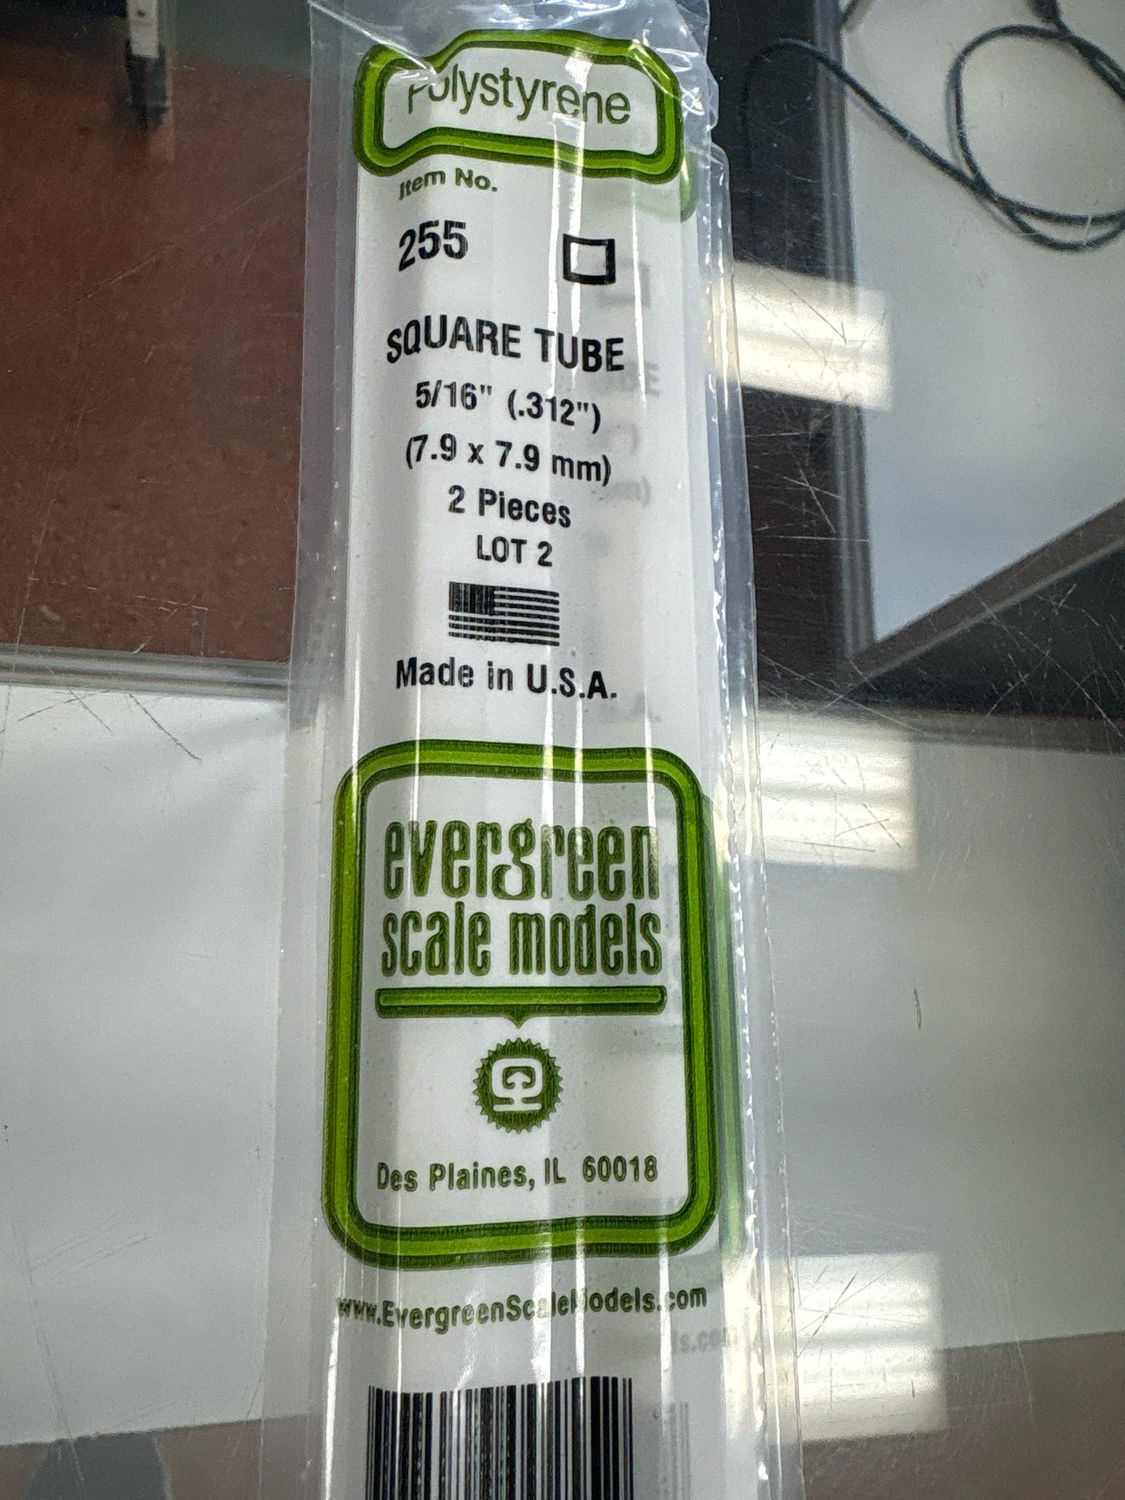 Polystyrene
Item No.
255
SQUARE TUBE
5/16" (.312")
(7.9 x 7.9 mm)
2 Pieces
LOT 2
Made in U.S.A.
evergreen
scale models
Des Plaines, IL 60018
www.EvergreenScaleModels.com